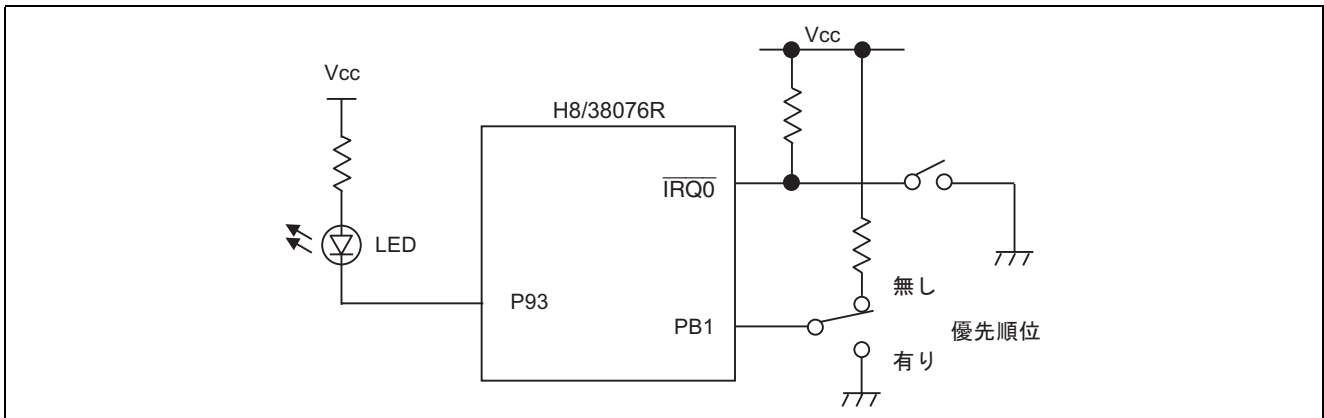 Vcc
Vcc
H8/38076R
IRQ0
LED
無し
P93
PB1
優先順位
有り